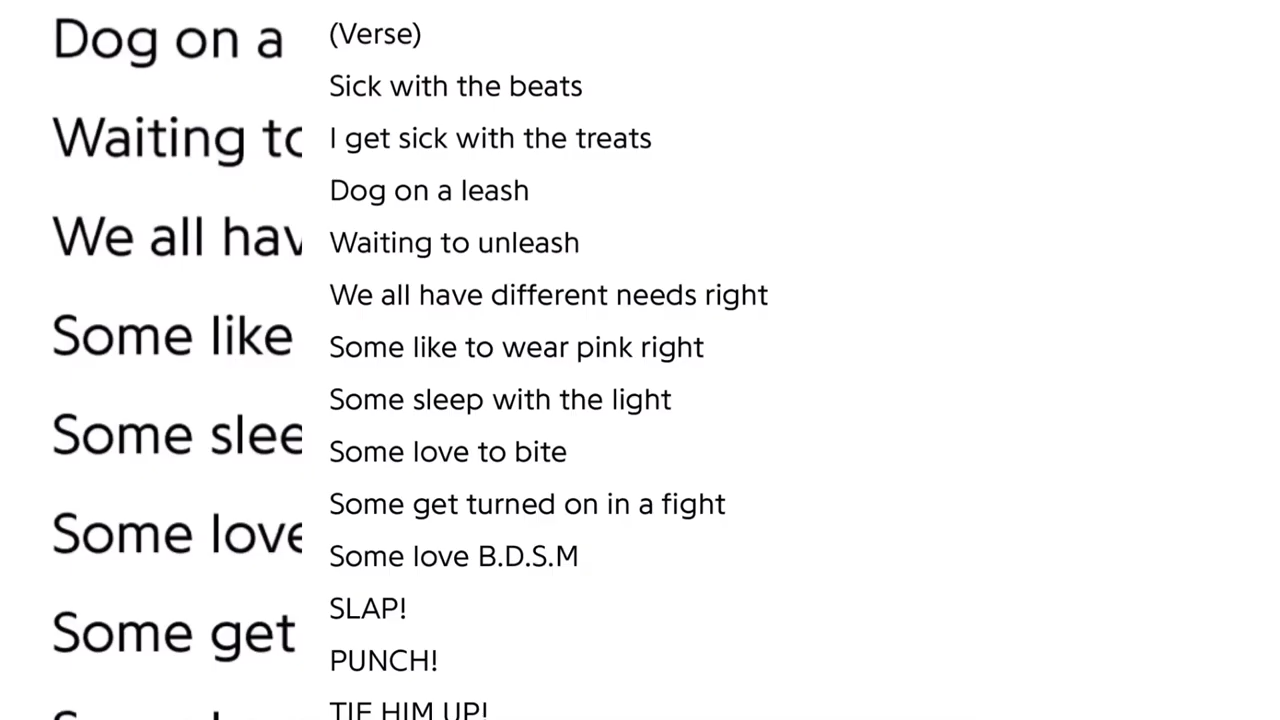 Dog on a
Waiting to
We all hav
Some like
Some slee
Some love
Some get
(Verse)
Sick with the beats
I get sick with the treats
Dog on a leash
Waiting to unleash
We all have different needs right
Some like to wear pink right
Some sleep with the light
Some love to bite
Some get turned on in a fight
Some love B.D.S.M
SLAP!
PUNCH!
TIE HIM UP!